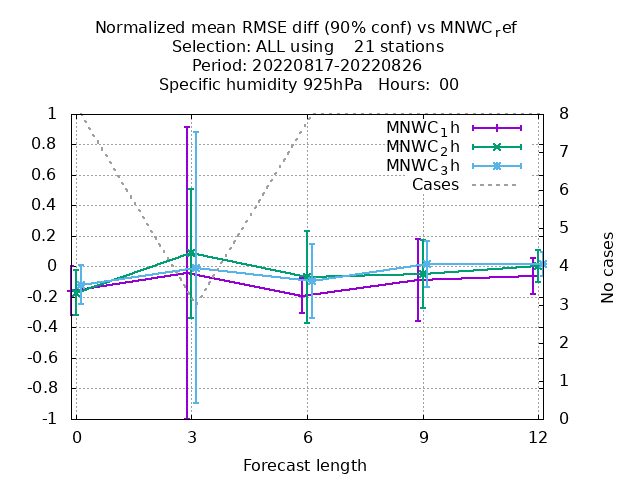 Normalized mean RMSE diff (90% conf) vs MNWC_ref
Selection: ALL using 21 stations
Period: 20220817-20220826
Specific humidity 925hPa Hours: 00
1
0.8
0.6
0.4
0.2
0
-0.2
-0.4
-0.6
-0.8
-1
8
7
6
5
4
3
2
1
0
MNWC_1h
MNWC_2h
MNWC_3h
Cases
No cases
0 3 6 9 12
Forecast length